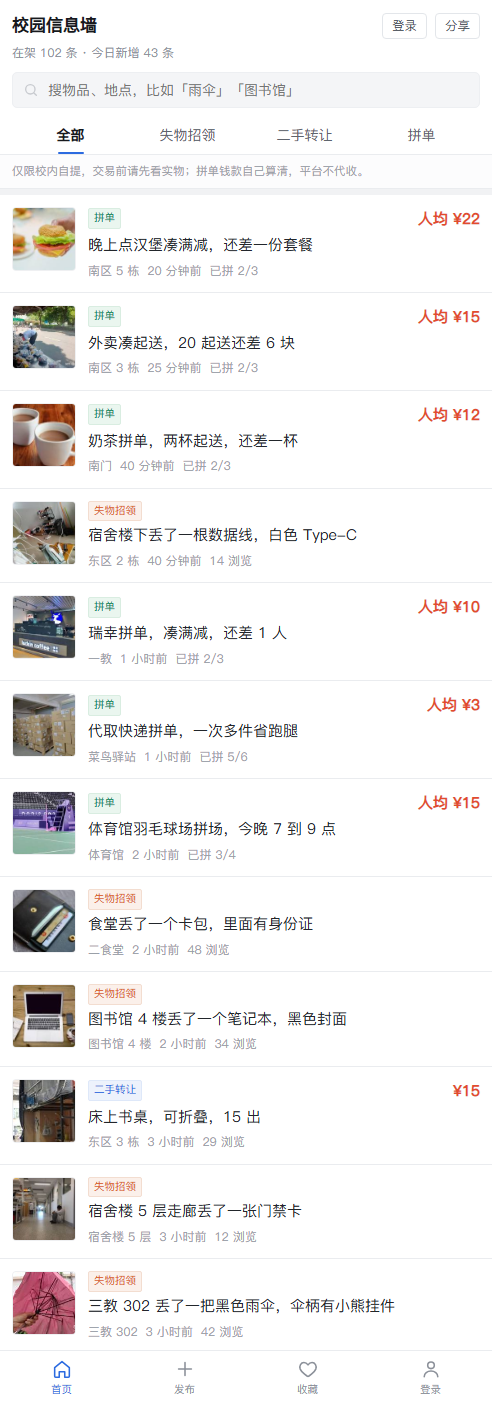 校园信息墙
登录
分享
在架 102 条 · 今日新增 43 条
搜物品、地点，比如「雨伞」「图书馆」
全部
失物招领
二手转让
拼单
仅限校内自提，交易前请先看实物；拼单钱款自己算清，平台不代收。
拼单
人均 ¥22
晚上点汉堡凑满减，还差一份套餐
南区 5 栋 20 分钟前 已拼 2/3
拼单
人均 ¥15
外卖凑起送，20 起送还差 6 块
南区 3 栋 25 分钟前 已拼 2/3
拼单
人均 ¥12
奶茶拼单，两杯起送，还差一杯
南门 40 分钟前 已拼 2/3
失物招领
宿舍楼下丢了一根数据线，白色 Type-C
东区 2 栋 40 分钟前 14 浏览
拼单
人均 ¥10
瑞幸拼单，凑满减，还差 1 人
luckin coffee
一教 1 小时前 已拼 2/3
拼单
人均 ¥3
代取快递拼单，一次多件省跑腿
菜鸟驿站 1 小时前 已拼 5/6
拼单
人均 ¥15
体育馆羽毛球场拼场，今晚 7 到 9 点
体育馆 2 小时前 已拼 3/4
失物招领
食堂丢了一个卡包，里面有身份证
二食堂 2 小时前 48 浏览
失物招领
图书馆 4 楼丢了一个笔记本，黑色封面
图书馆 4 楼 2 小时前 34 浏览
二手转让
¥15
床上书桌，可折叠，15 出
东区 3 栋 3 小时前 29 浏览
失物招领
宿舍楼 5 层走廊丢了一张门禁卡
宿舍楼 5 层 3 小时前 12 浏览
失物招领
三教 302 丢了一把黑色雨伞，伞柄有小熊挂件
三教 302 3 小时前 42 浏览
首页
发布
收藏
登录